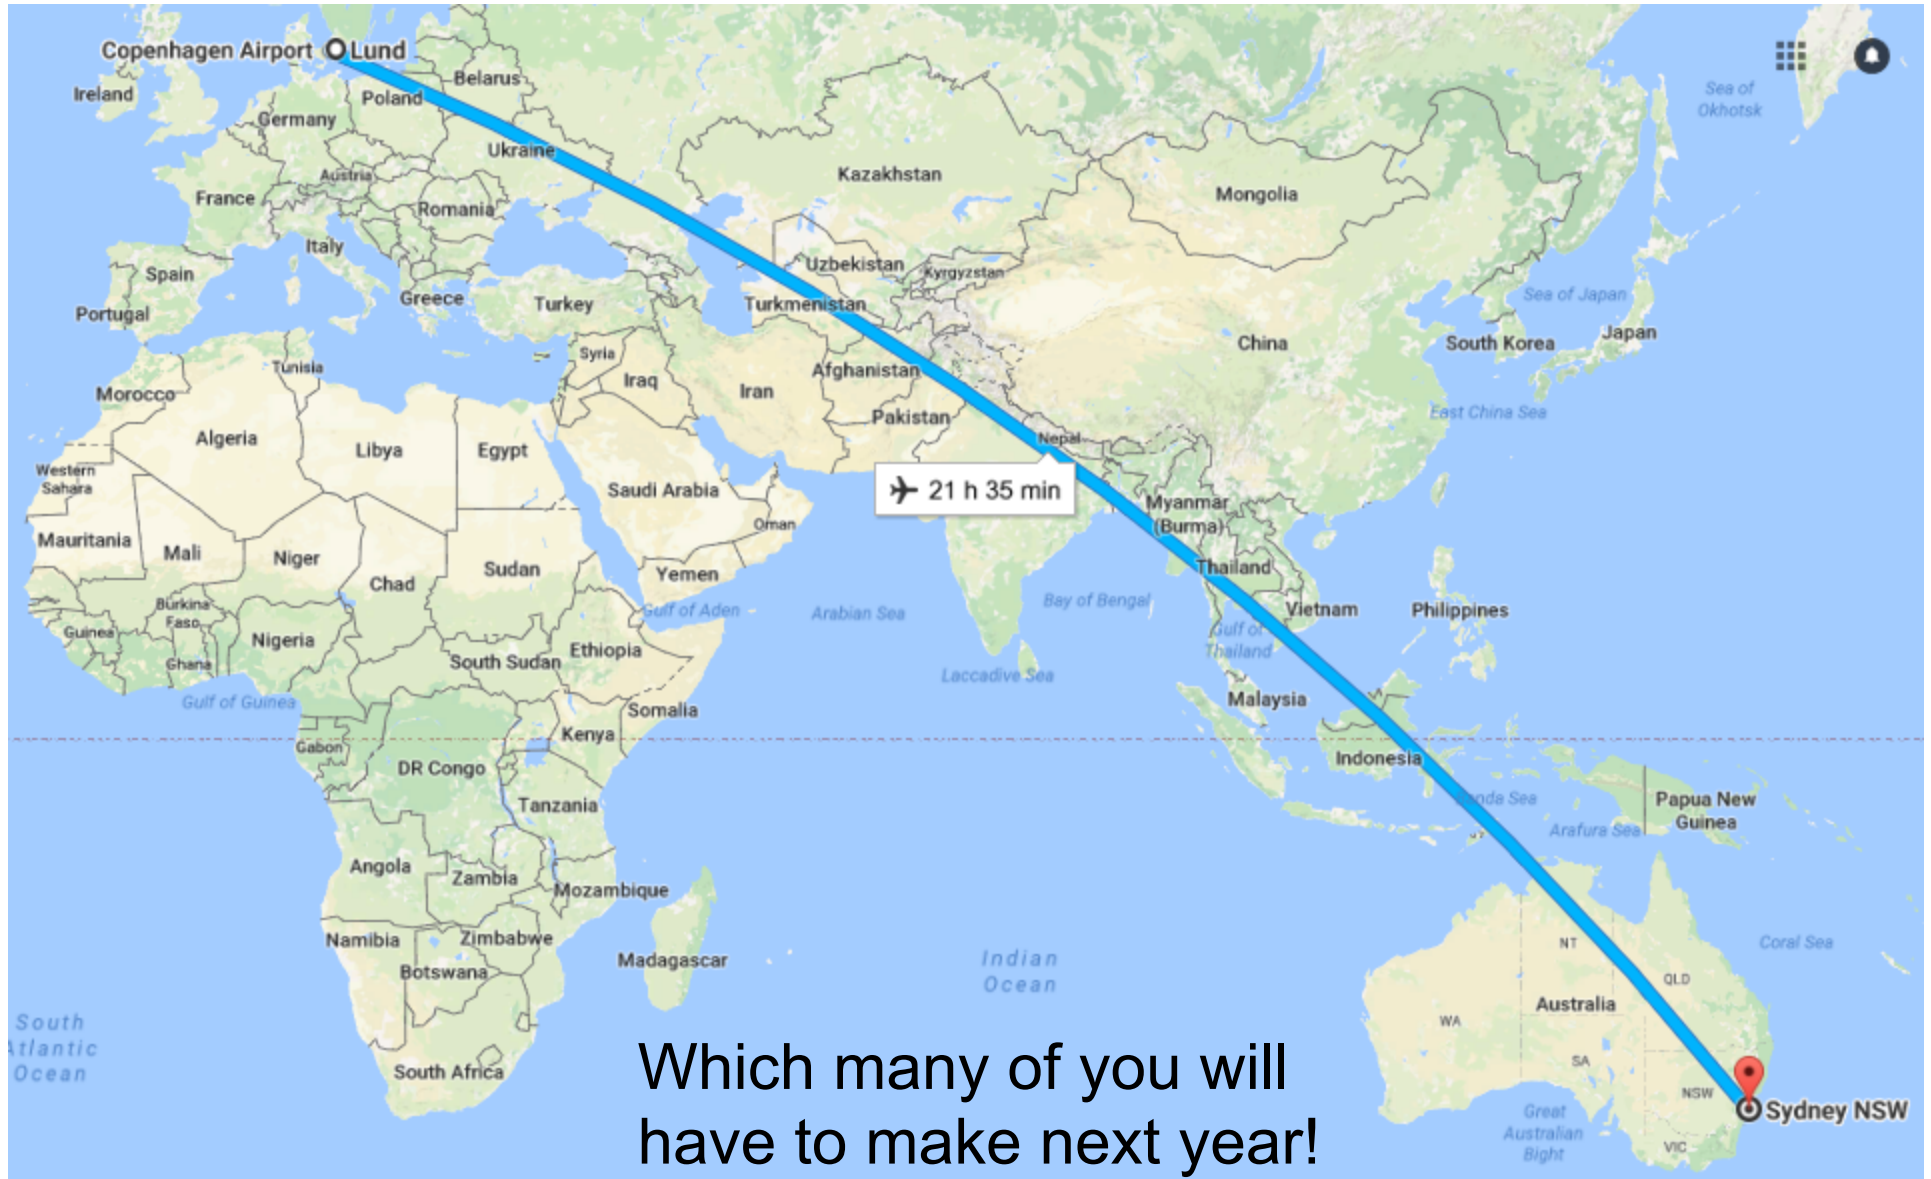 Copenhagen Airport
Lund
Belarus
Ireland
Poland
Germany
Sea of
Okhotsk
Ukraine
Austria
Kazakhstan
Mongolia
France
Romania
Italy
Uzbekistan
Kyrgyzstan
Spain
Greece
Turkey
Turkmenistan
Sea of Japan
Portugal
South Korea
Japan
China
Syria
Tunisia
Iraq
Afghanistan
Iran
Morocco
Pakistan
East China Sea
Algeria
Libya
Egypt
Nepal
Western
Sahara
Saudi Arabia
21 h 35 min
Myanmar
(Burma)
Oman
Mauritania
Mali
Niger
Chad
Sudan
Yemen
Thailand
Burkina
Faso
Gulf of Aden
Arabian Sea
Bay of Bengal
Vietnam
Philippines
Guinea
Nigeria
Ghana
South Sudan
Ethiopia
Gulf of
Thailand
Laccadive Sea
Gulf of Guinea
Malaysia
Somalia
Gabon
Kenya
DR Congo
Indonesia
Tanzania
Banda Sea
Papua New
Guinea
Arafura Sea
Angola
Zambia
Mozambique
Namibia
Zimbabwe
Botswana
Madagascar
Indian
Ocean
NT
Coral Sea
QLD
Australia
WA
South
Atlantic
Ocean
SA
South Africa
NSW
Sydney NSW
Great
Australian
Bight
VIC
Which many of you will
have to make next year!